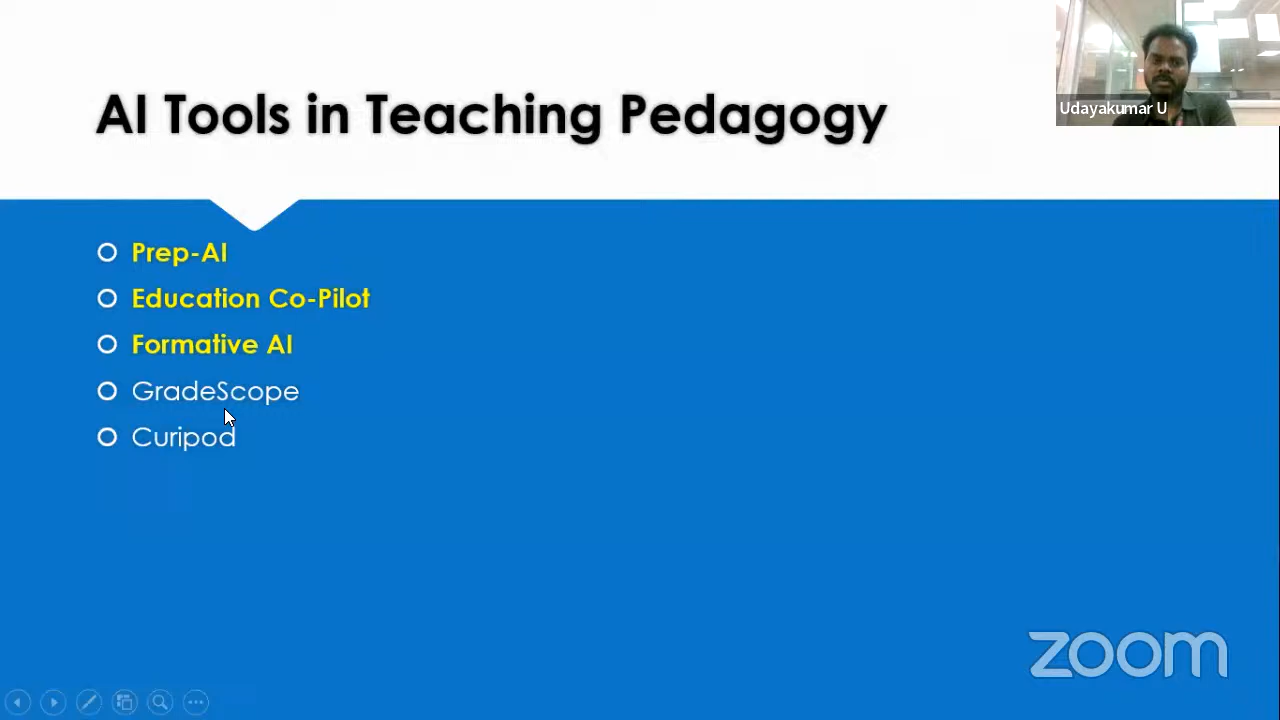 AI Tools in Teaching Pedagogy
Udayakumar U
Prep-AI
Education Co-Pilot
Formative AI
GradeScope
Curipod
zoom